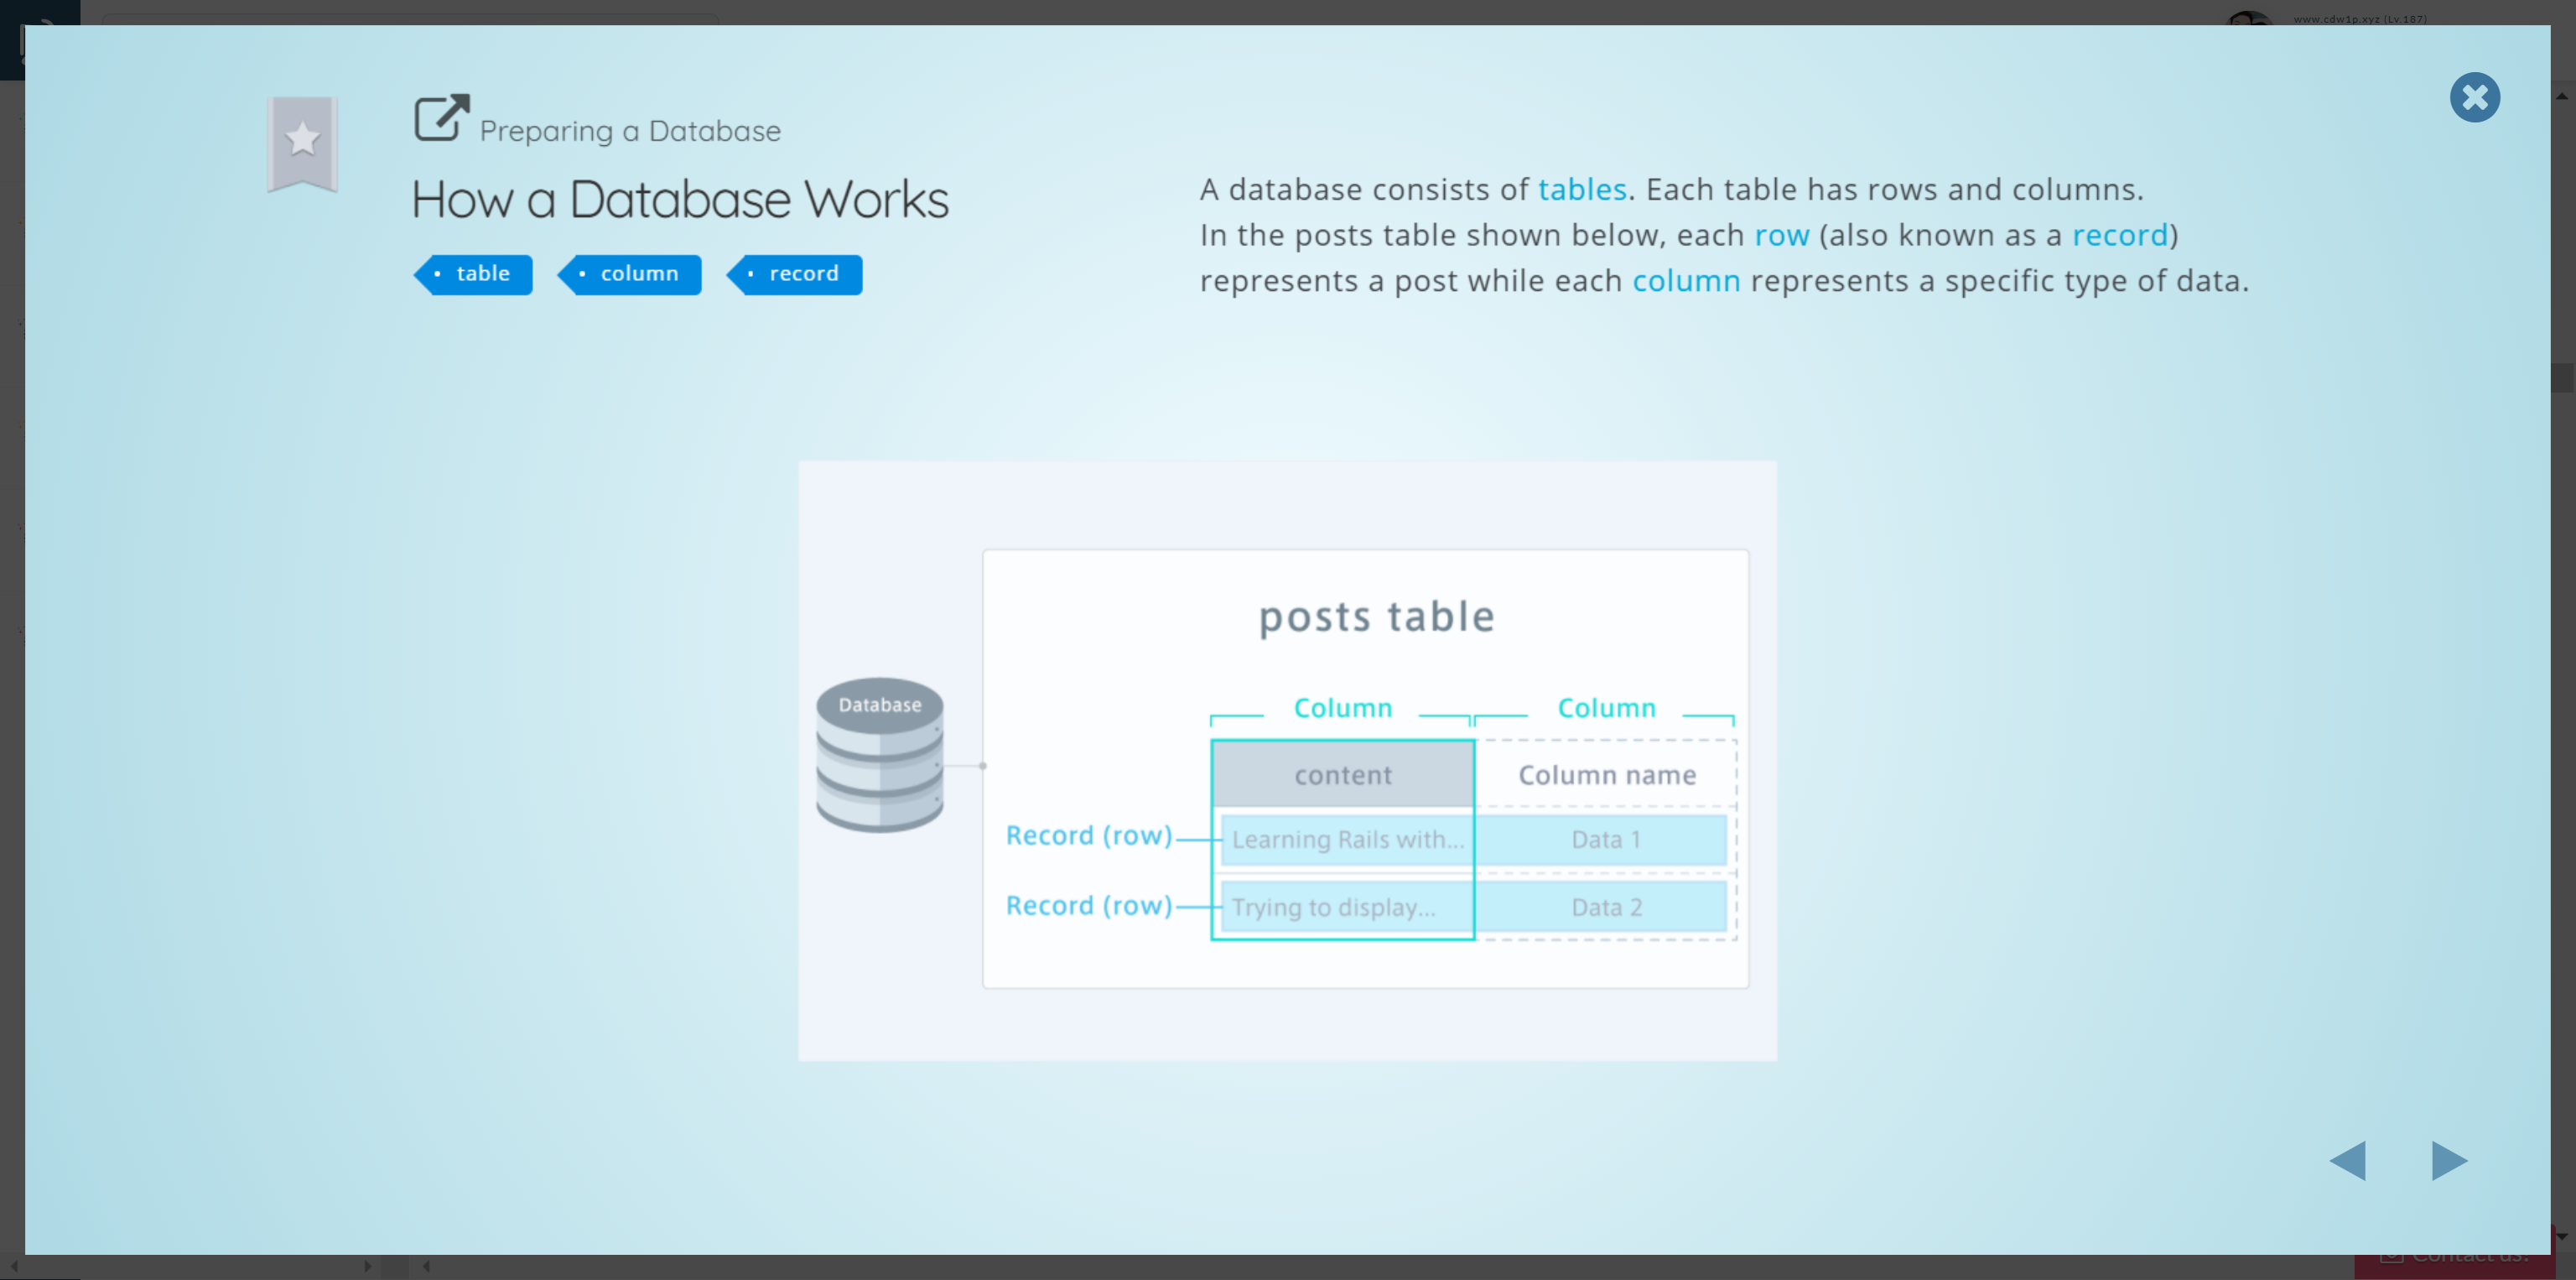 www.cdw1p.xyz (Lv.187)
Preparing a Database
How a Database Works
table
column
record
A database consists of tables. Each table has rows and columns.
In the posts table shown below, each row (also known as a record)
represents a post while each column represents a specific type of data.
posts table
Database
Column
Column
content
Column name
Record (row)
Learning Rails with...
Data 1
Record (row)
Trying to display...
Data 2
Contact us!